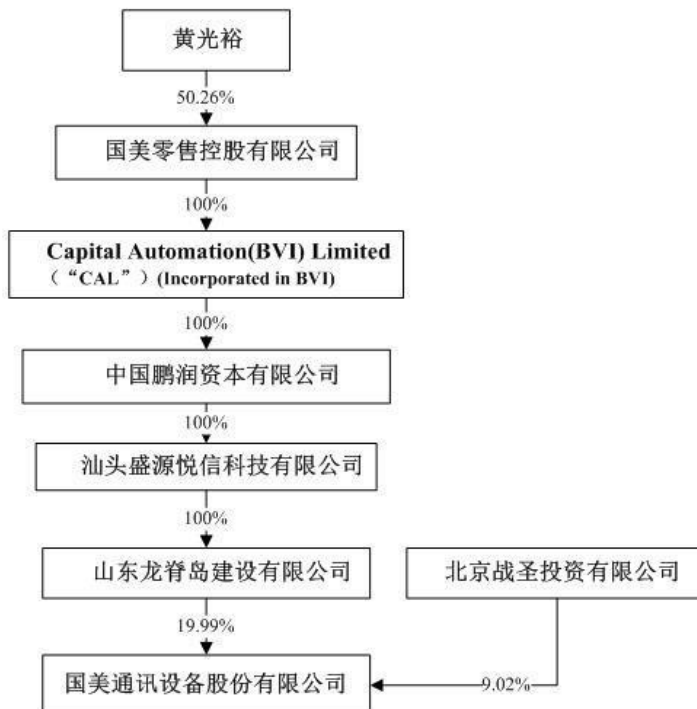 黄光裕
50.26%
国美零售控股有限公司
100%
Capital Automation(BVI) Limited
（“CAL”）(Incorporated in BVI)
100%
中国鹏润资本有限公司
100%
汕头盛源悦信科技有限公司
100%
山东龙脊岛建设有限公司
北京战圣投资有限公司
19.99%
国美通讯设备股份有限公司
9.02%